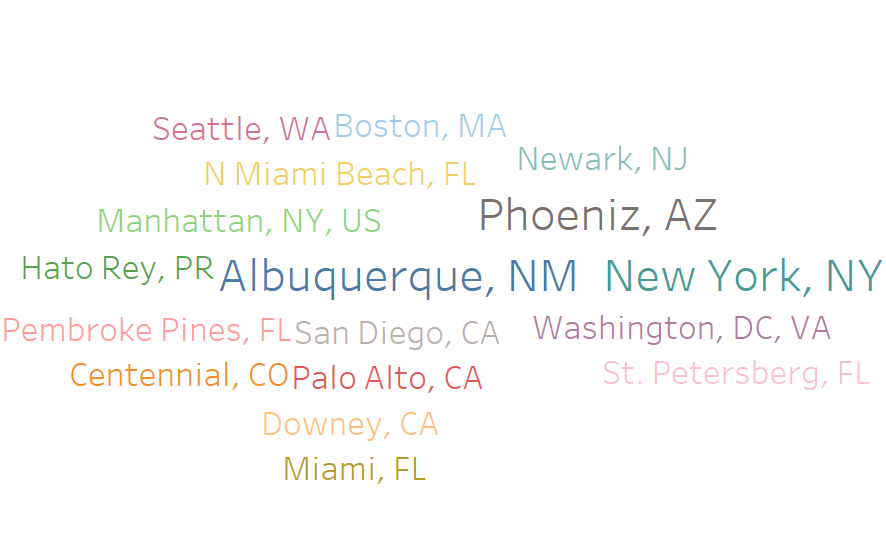 Seattle, WA
Boston, MA
Newark, NJ
N Miami Beach, FL
Manhattan, NY, US
Phoeniz, AZ
Hato Rey, PR
Albuquerque, NM
New York, NY
Pembroke Pines, FL
San Diego, CA
Washington, DC, VA
Centennial, CO
Palo Alto, CA
St. Petersberg, FL
Downey, CA
Miami, FL